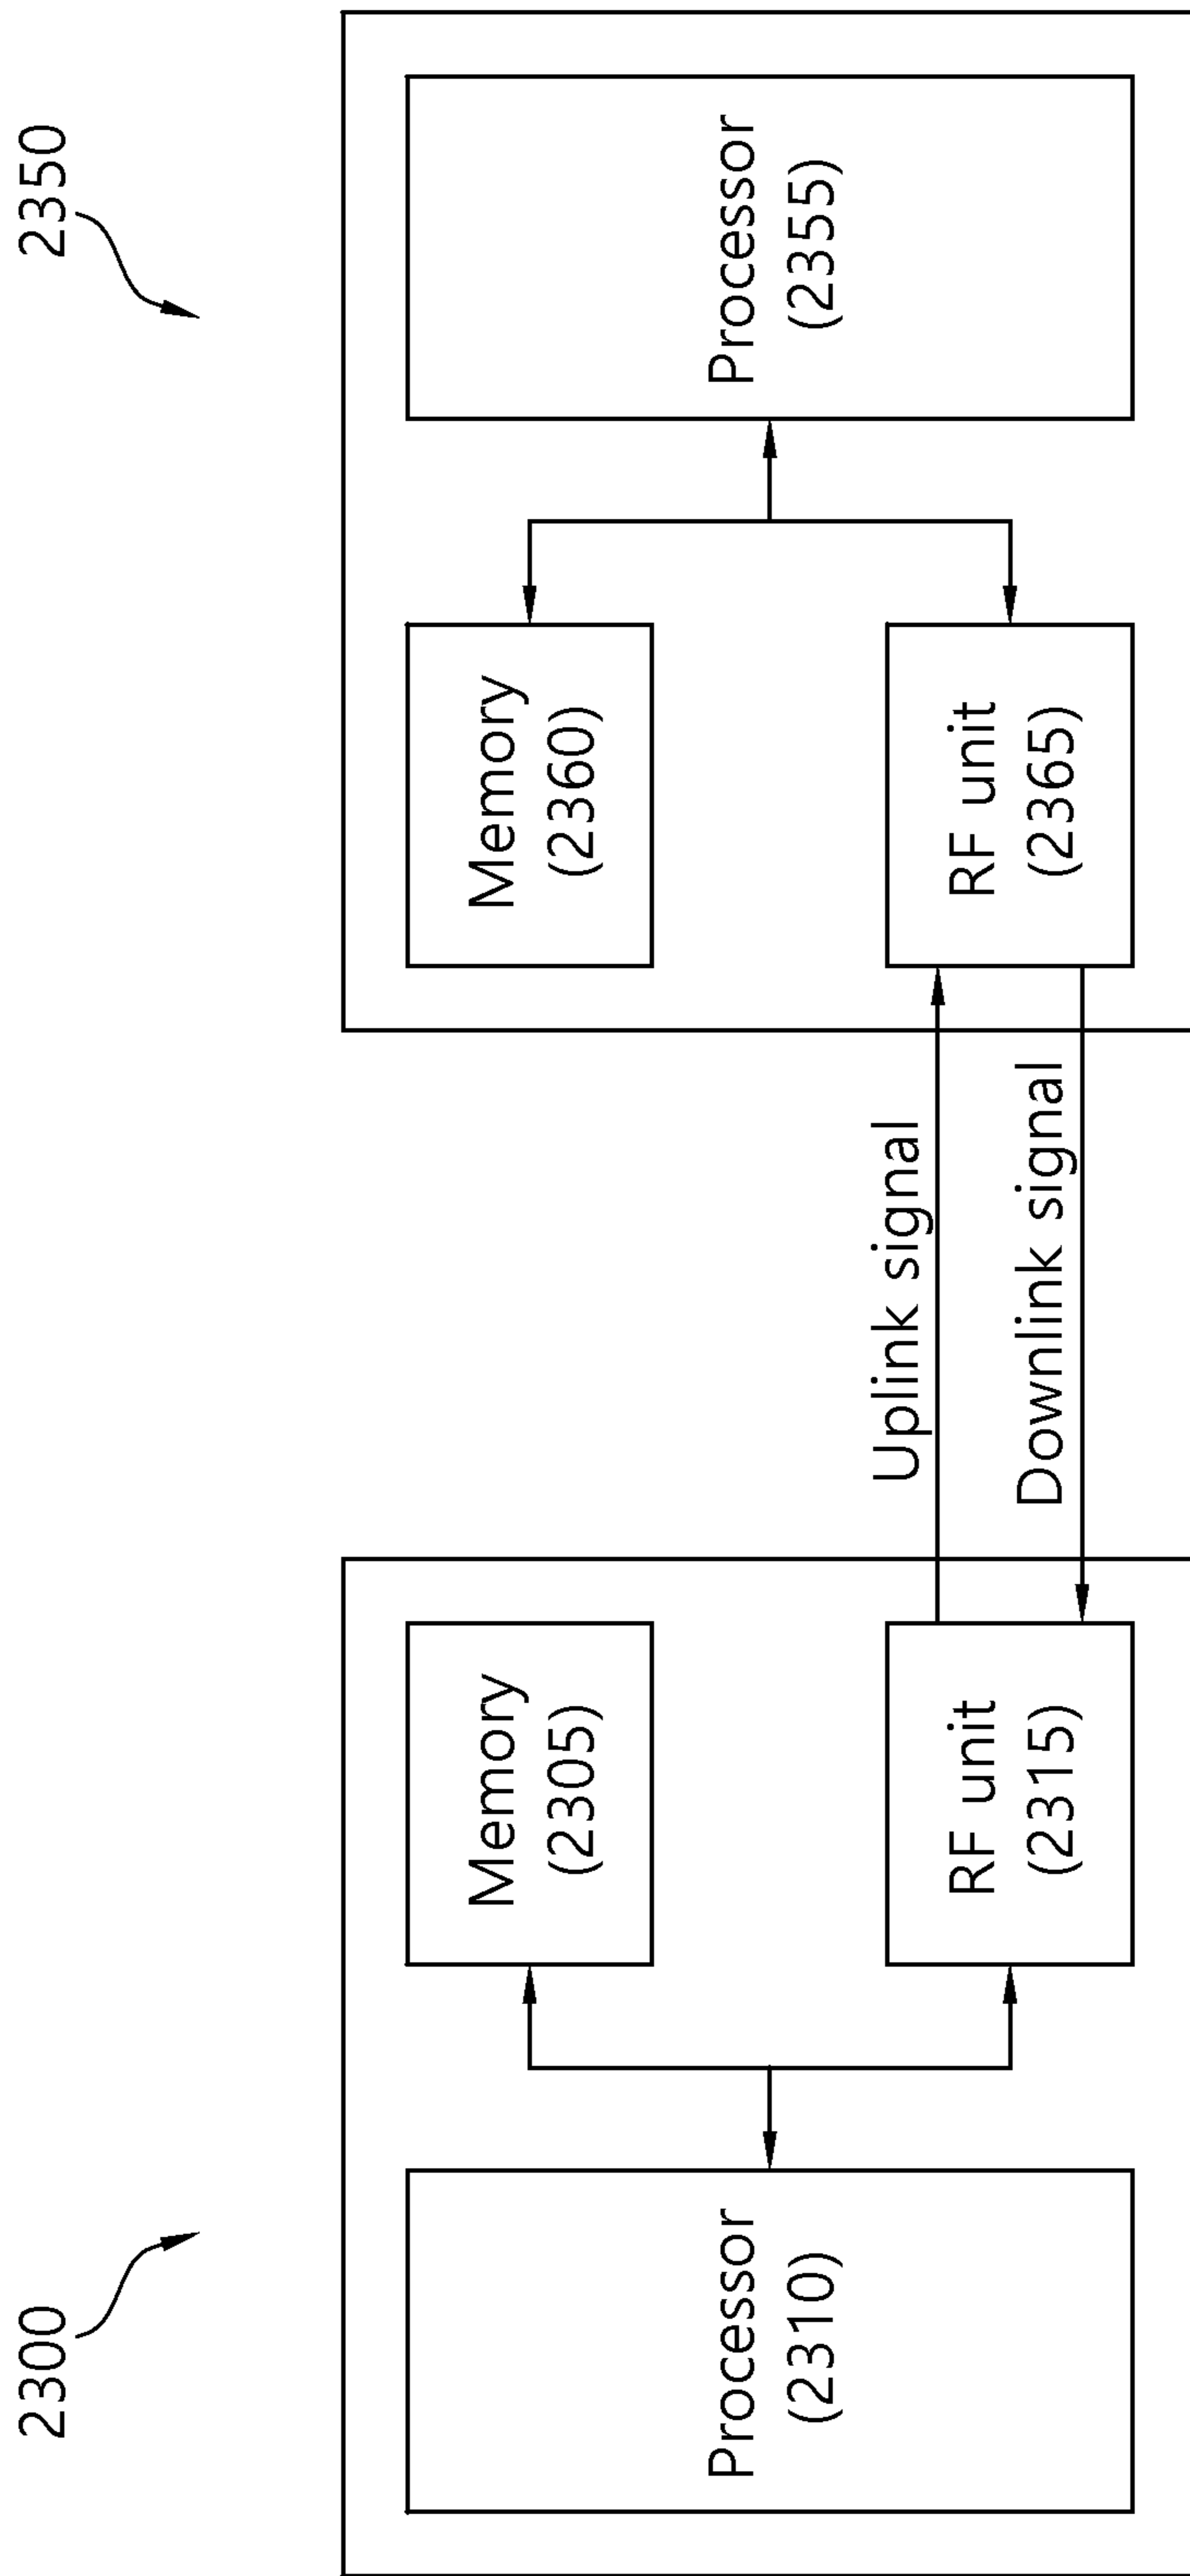 2300
2350
Processor
(2310)
Memory
(2305)
RF unit
(2315)
Uplink signal
Downlink signal
Memory
(2360)
RF unit
(2365)
Processor
(2355)